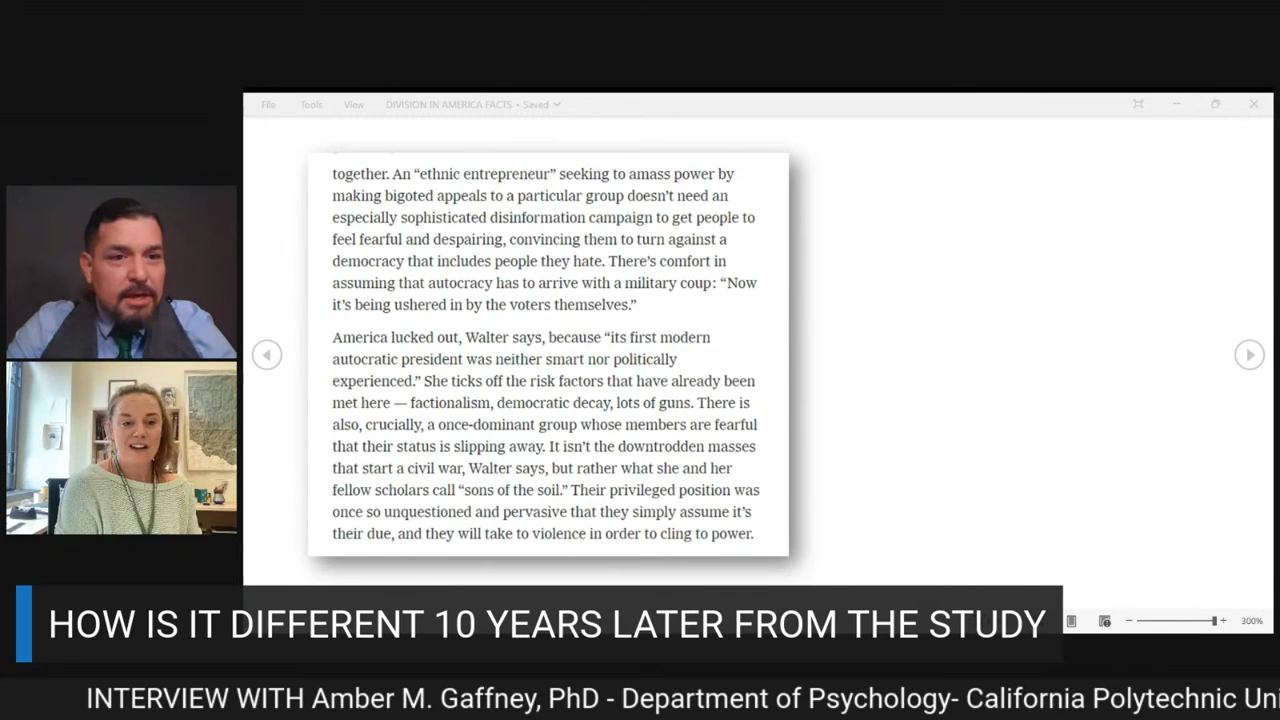 File Tools View DIVISION IN AMERICA FACTS • Saved
together. An “ethnic entrepreneur” seeking to amass power by
making bigoted appeals to a particular group doesn’t need an
especially sophisticated disinformation campaign to get people to
feel fearful and despairing, convincing them to turn against a
democracy that includes people they hate. There’s comfort in
assuming that autocracy has to arrive with a military coup: “Now
it’s being ushered in by the voters themselves.”
America lucked out, Walter says, because “its first modern
autocratic president was neither smart nor politically
experienced.” She ticks off the risk factors that have already been
met here — factionalism, democratic decay, lots of guns. There is
also, crucially, a once-dominant group whose members are fearful
that their status is slipping away. It isn’t the downtrodden masses
that start a civil war, Walter says, but rather what she and her
fellow scholars call “sons of the soil.” Their privileged position was
once so unquestioned and pervasive that they simply assume it’s
their due, and they will take to violence in order to cling to power.
HOW IS IT DIFFERENT 10 YEARS LATER FROM THE STUDY
300%
INTERVIEW WITH Amber M. Gaffney, PhD - Department of Psychology- California Polytechnic Un